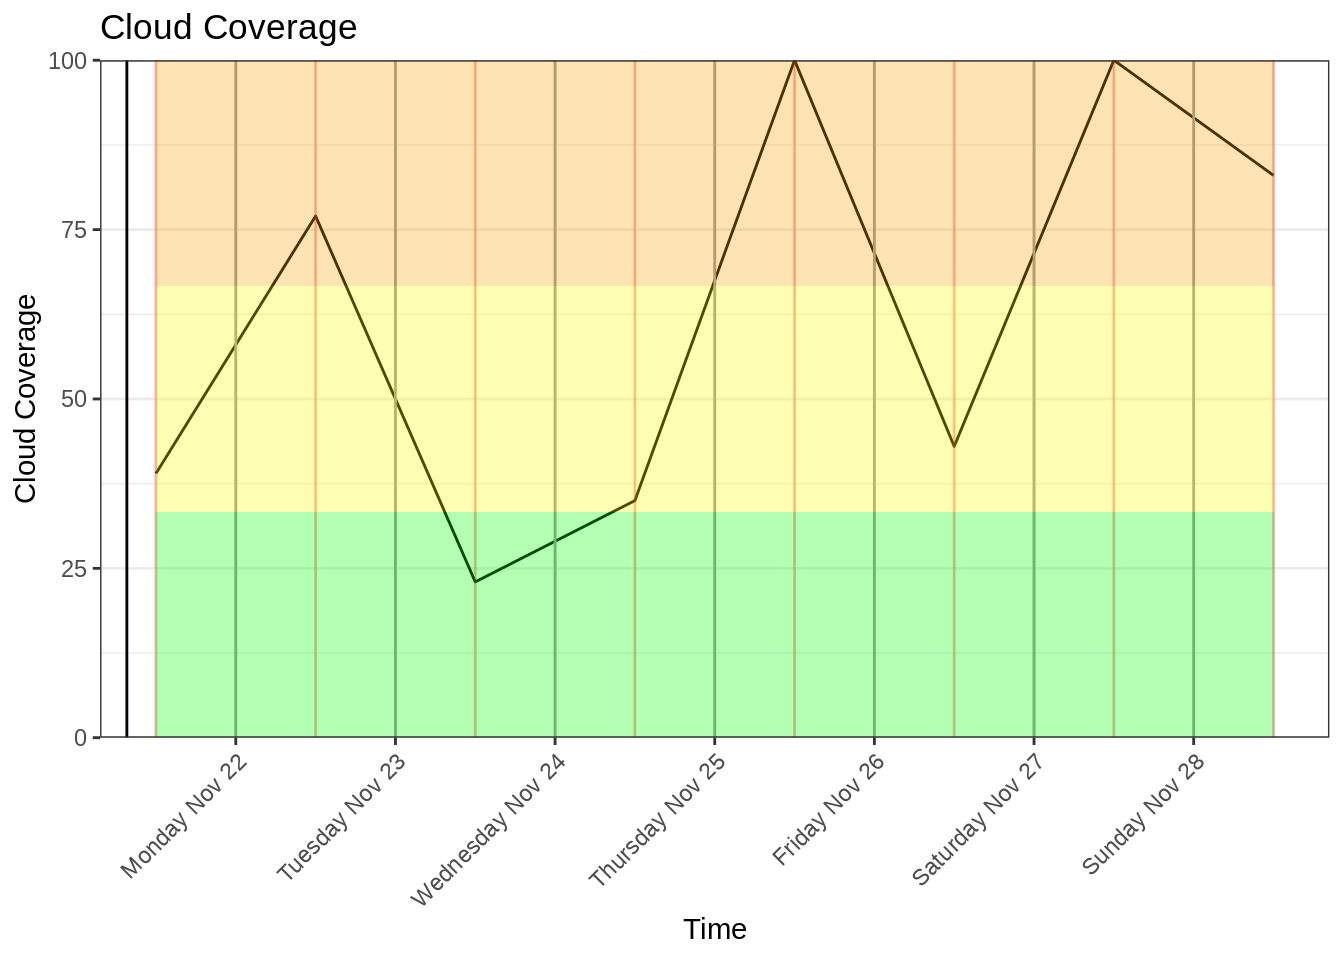 Cloud Coverage
Cloud Coverage
100
75
50
25
0
Monday Nov 22
Tuesday Nov 23
Wednesday Nov 24
Thursday Nov 25
Friday Nov 26
Saturday Nov 27
Sunday Nov 28
Time